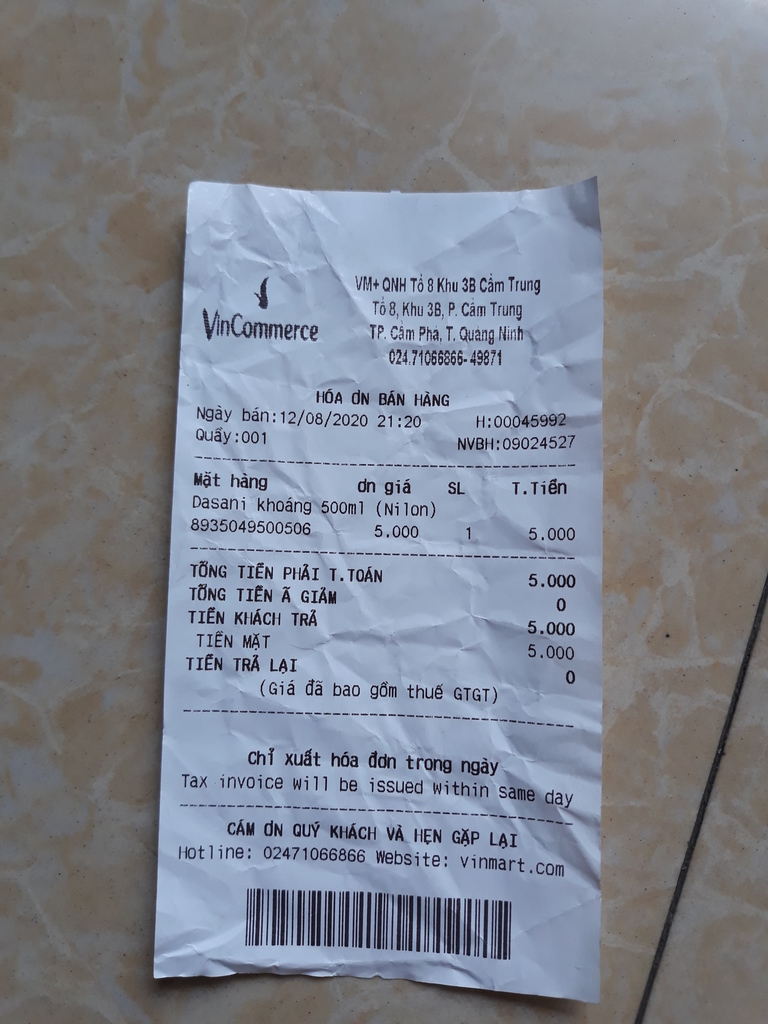 VinCommerce
VM+ QNH Tổ 8 Khu 3B Cẩm Trung
Tổ 8, Khu 3B, P. Cẩm Trung
TP. Cẩm Phả, T. Quảng Ninh
024.71066866-49871
HÓA ƠN BÁN HÀNG
Ngày bán:12/08/2020 21:20 H:00045992
Quầy:001 NVBH:09024527
Mặt hàng ơn giá SL T.Tiền
Dasani khoáng 500ml (Nilon)
8935049500506 5.000 1 5.000
TỔNG TIỀN PHẢI T.TOÁN 5.000
TỔNG TIỀN Ã GIẢM 0
TIỀN KHÁCH TRẢ 5.000
TIỀN MẶT 5.000
TIỀN TRẢ LẠI 0
(Giá đã bao gồm thuế GTGT)
Chỉ xuất hóa đơn trong ngày
Tax invoice will be issued within same day
CÁM ƠN QUÝ KHÁCH VÀ HẸN GẶP LẠI
Hotline: 02471066866 Website: vinmart.com